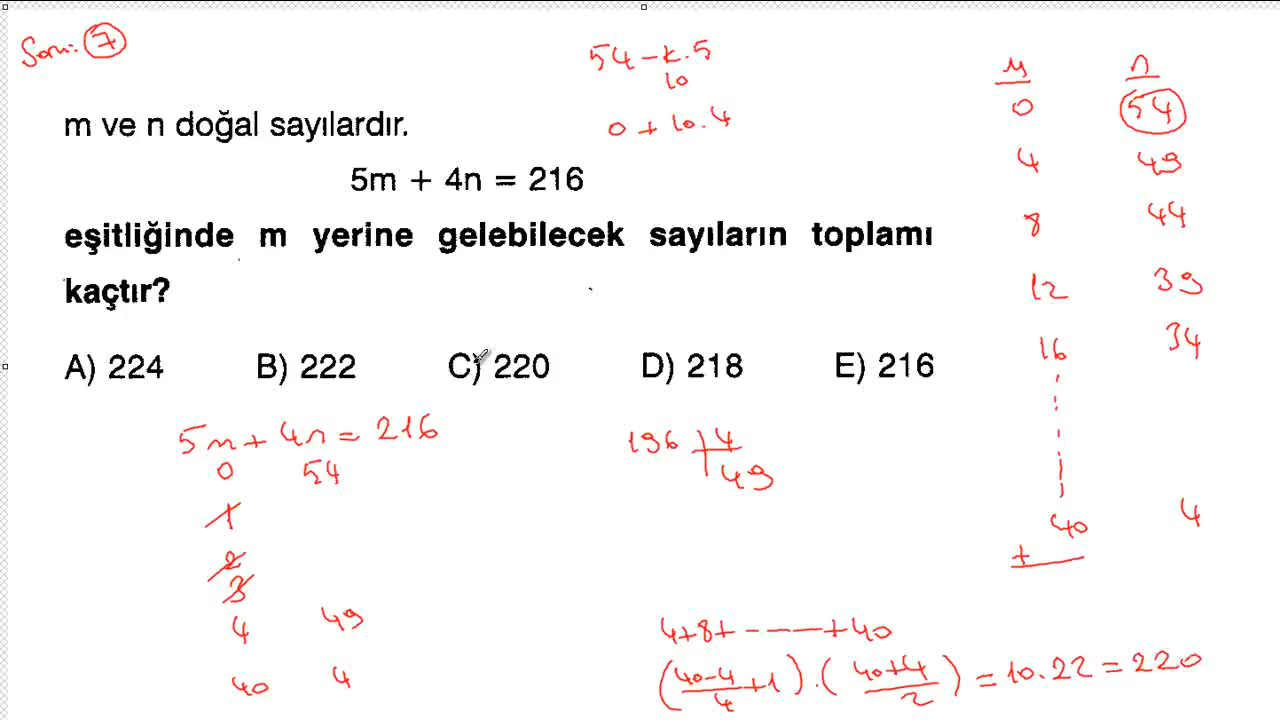 Soru: 7
m ve n doğal sayılardır.
5m + 4n = 216
eşitliğinde m yerine gelebilecek sayıların toplamı
kaçtır?
A) 224 B) 222 C) 220 D) 218 E) 216
54 - k.5
10
0 + 10.4
M n
0 54
4 49
8 44
12 39
16 34
40 4
+
5m + 4n = 216
0 54
1
2
3
4 49
40 4
196 4
49
4+8+ ------ +40
(40-4/4 + 1).(40+4/2) = 10.22 = 220